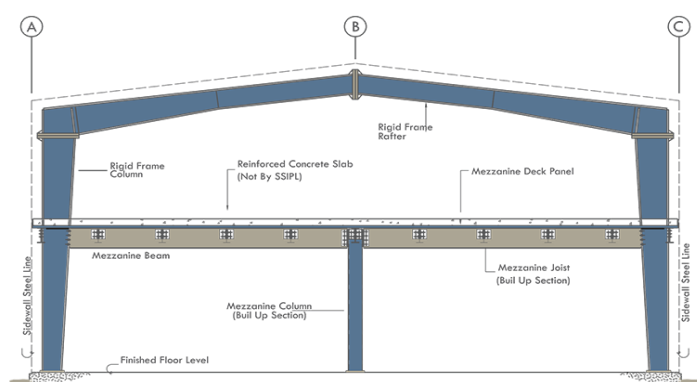 A
B
C
Rigid Frame
Rafter
Rigid Frame
Column
Reinforced Concrete Slab
(Not By SSIPL)
Mezzanine Deck Panel
Mezzanine Beam
Mezzanine Joist
(Buil Up Section)
Mezzanine Column
(Buil Up Section)
Sidewall Steel Line
Sidewall Steel Line
Finished Floor Level